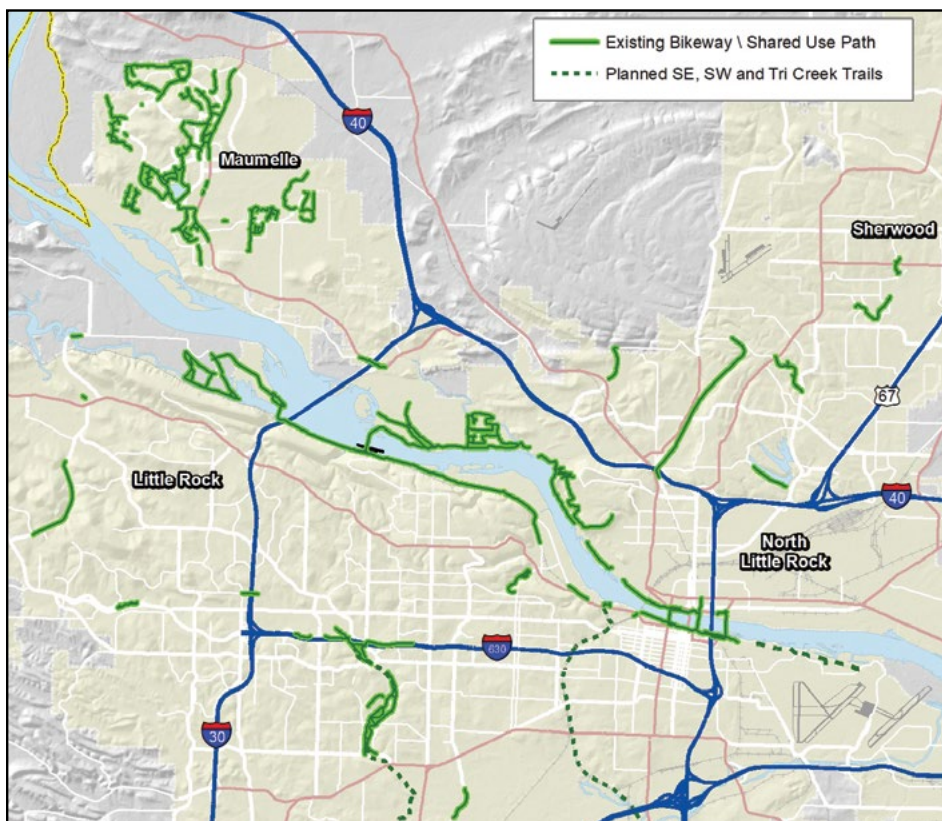 Existing Bikeway \ Shared Use Path
Planned SE, SW and Tri Creek Trails
40
Maumelle
Sherwood
67
Little Rock
40
North
Little Rock
630
30